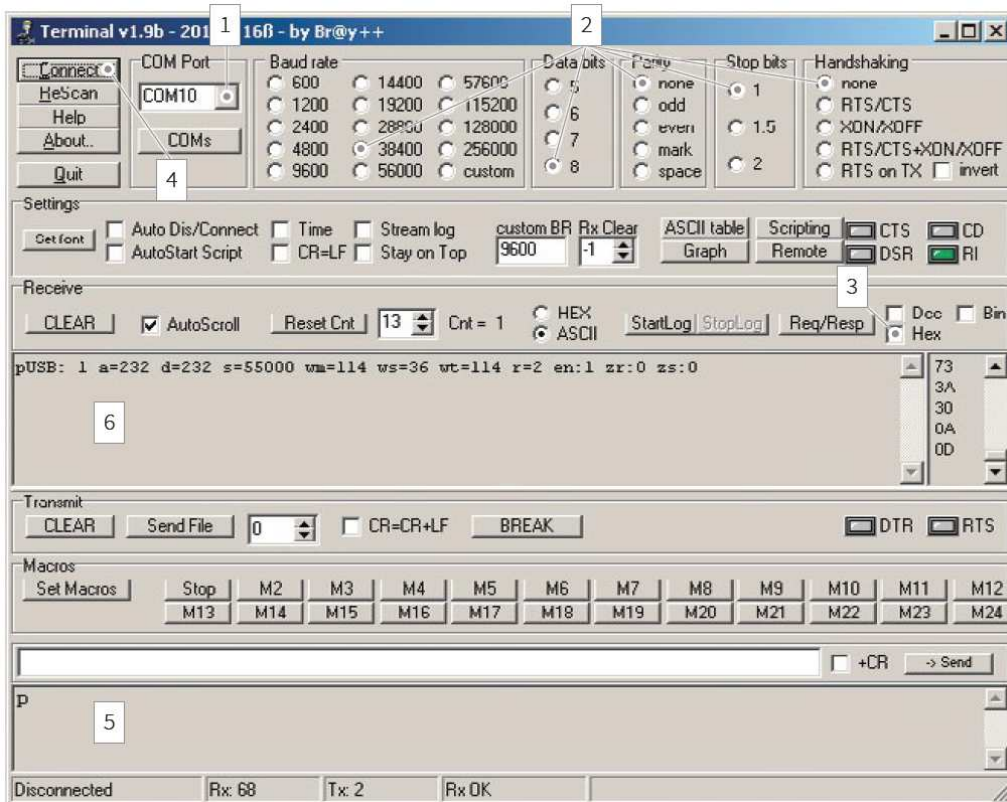 Terminal v1.9b - 201 16ß - by Br@y++
1
2
Connect
ReScan
Help
About..
Quit
4
COM Port
COM10
COMs
Baud rate
600 14400 57600
1200 19200 115200
2400 28800 128000
4800 38400 256000
9600 56000 custom
Data bits
5
6
7
8
Parity
none
odd
even
mark
space
Stop bits
1
1.5
2
Handshaking
none
RTS/CTS
XON/XOFF
RTS/CTS+XON/XOFF
RTS on TX invert
Settings
Set font
Auto Dis/Connect Time Stream log
AutoStart Script CR=LF Stay on Top
custom BR Rx Clear
9600 -1
ASCII table Scripting CTS CD
Graph Remote DSR RI
3
Receive
CLEAR AutoScroll Reset Cnt 13 Cnt = 1
HEX
ASCII
StartLog StopLog Req/Resp
Dec Bin
Hex
pUSB: 1 a=232 d=232 s=55000 wm=114 ws=36 wt=114 r=2 en:1 zr:0 zs:0
73
3A
30
0A
0D
6
Transmit
CLEAR Send File 0 CR=CR+LF BREAK DTR RTS
Macros
Set Macros Stop M2 M3 M4 M5 M6 M7 M8 M9 M10 M11 M12
M13 M14 M15 M16 M17 M18 M19 M20 M21 M22 M23 M24
+CR -> Send
p
5
Disconnected Rx: 68 Tx: 2 Rx OK